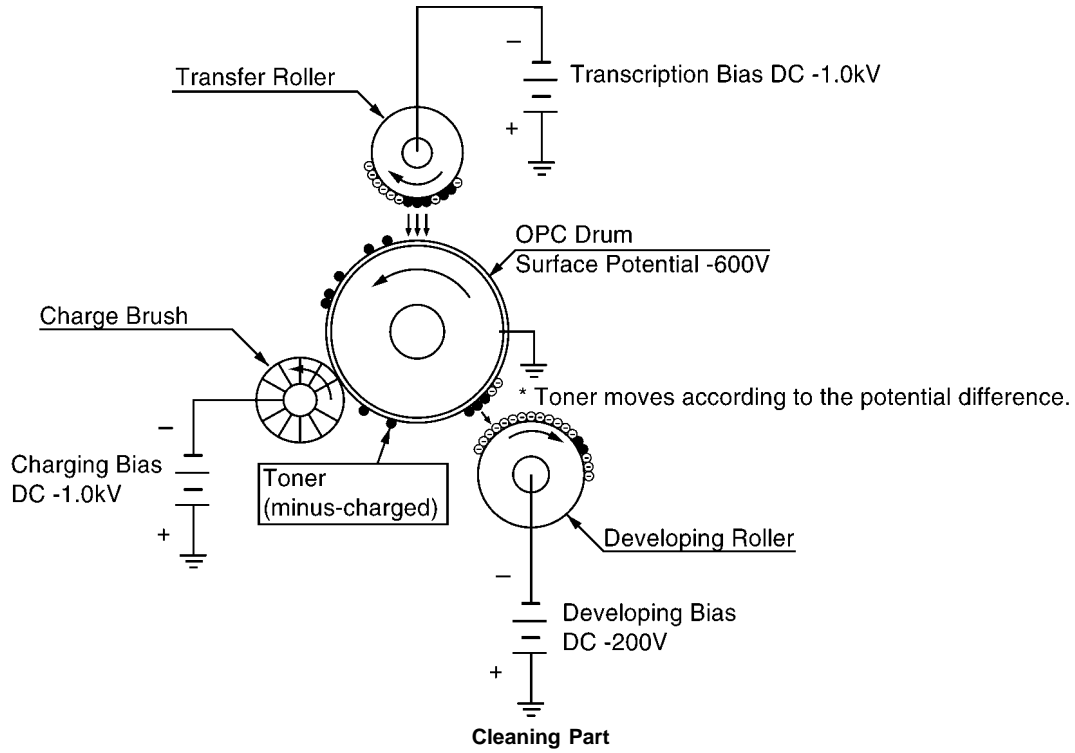 −
Transcription Bias DC -1.0kV
+
Transfer Roller
OPC Drum
Surface Potential -600V
Charge Brush
* Toner moves according to the potential difference.
−
Charging Bias
DC -1.0kV
+
Toner
(minus-charged)
Developing Roller
−
Developing Bias
DC -200V
+
Cleaning Part